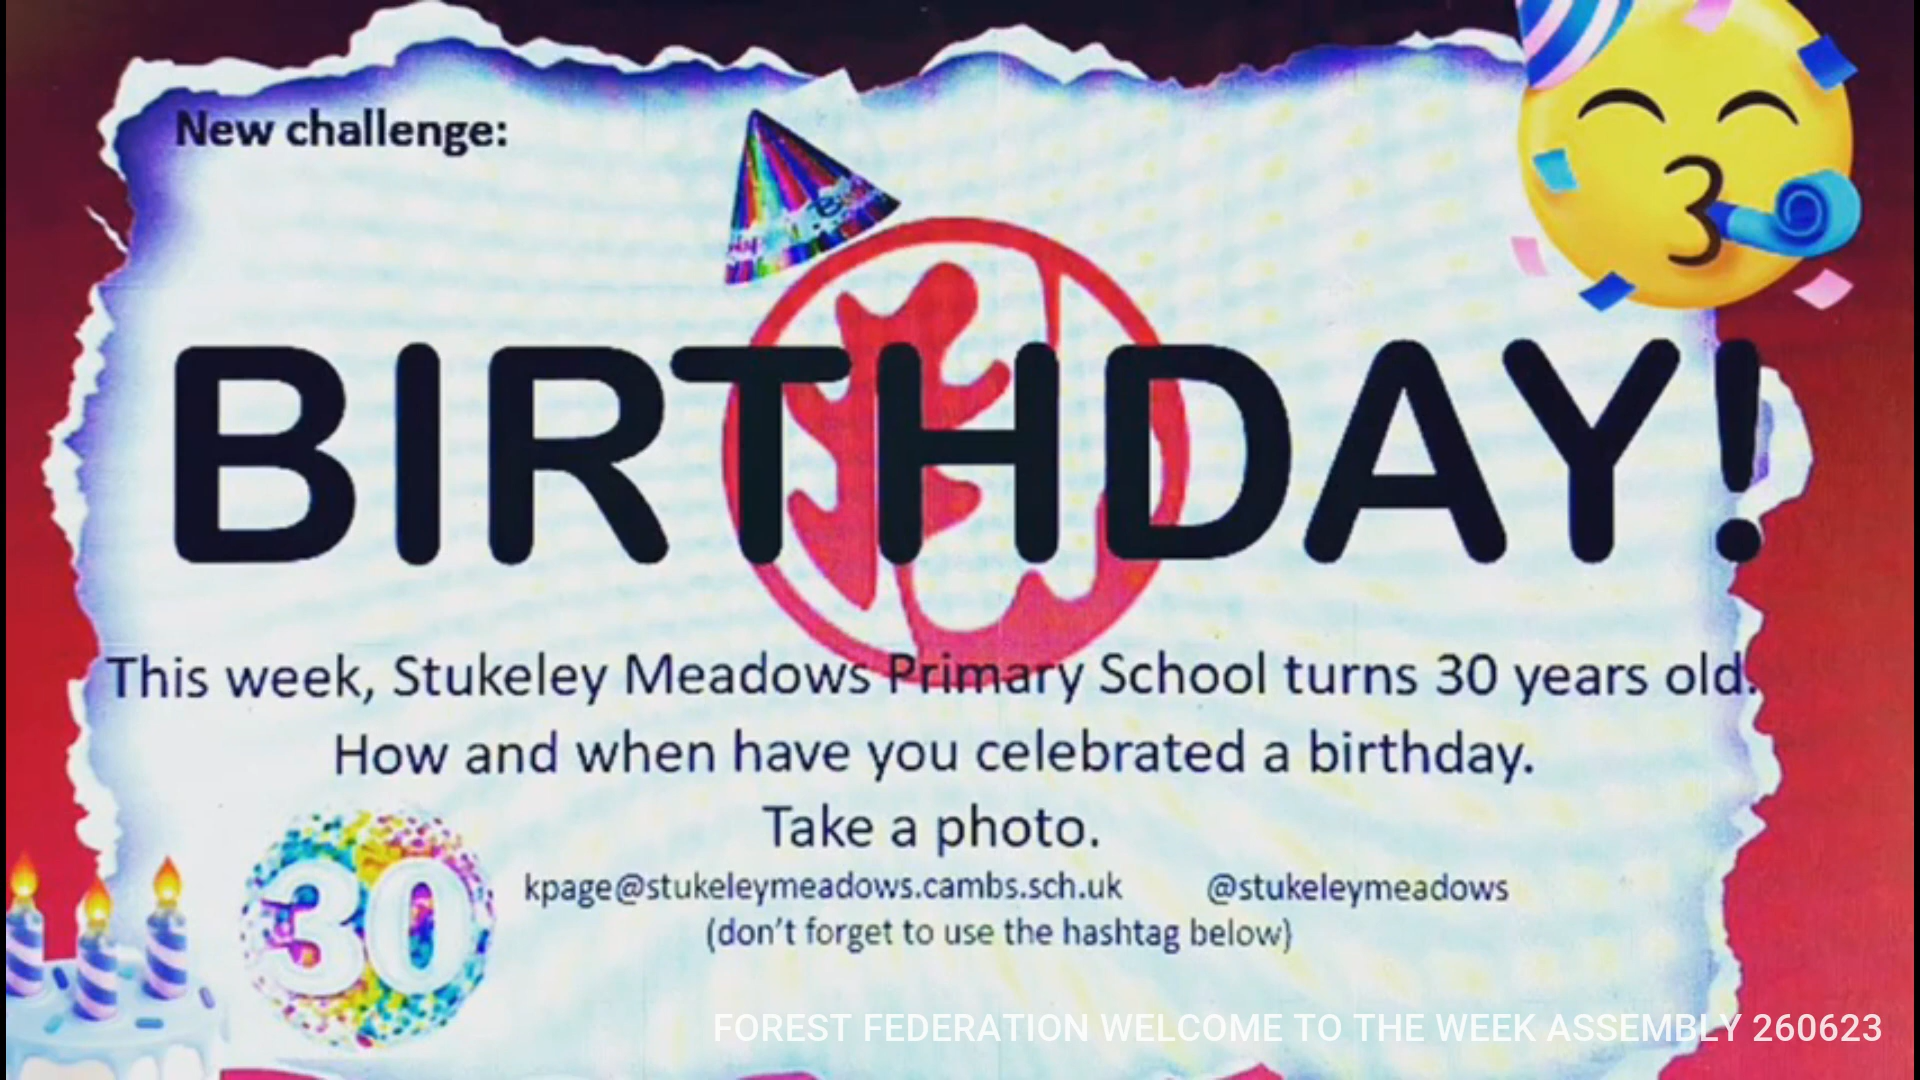 New challenge:
BIRTHDAY!
This week, Stukeley Meadows Primary School turns 30 years old.
How and when have you celebrated a birthday.
Take a photo.
kpage@stukeleymeadows.cambs.sch.uk @stukeleymeadows
(don't forget to use the hashtag below)
30
FOREST FEDERATION WELCOME TO THE WEEK ASSEMBLY 260623